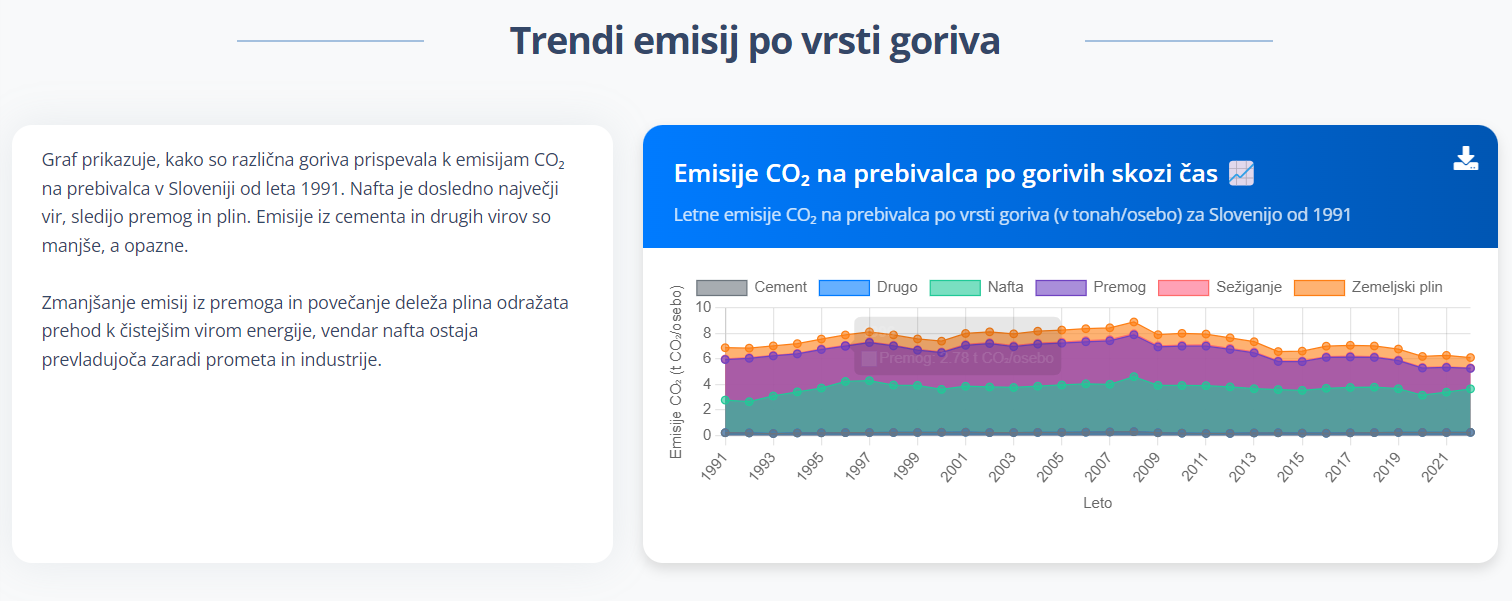 Trendi emisij po vrsti goriva
Graf prikazuje, kako so različna goriva prispevala k emisijam CO₂
na prebivalca v Sloveniji od leta 1991. Nafta je dosledno največji
vir, sledijo premog in plin. Emisije iz cementa in drugih virov so
manjše, a opazne.
Zmanjšanje emisij iz premoga in povečanje deleža plina odražata
prehod k čistejšim virom energije, vendar nafta ostaja
prevladujoča zaradi prometa in industrije.
Emisije CO₂ na prebivalca po gorivih skozi čas
Letne emisije CO₂ na prebivalca po vrsti goriva (v tonah/osebo) za Slovenijo od 1991
Cement Drugo Nafta Premog Sežiganje Zemeljski plin
Emisije CO₂ (t CO₂/osebo)
10
8
6
4
2
0
Premog: 2.78 t CO₂/osebo
1991 1993 1995 1997 1999 2001 2003 2005 2007 2009 2011 2013 2015 2017 2019 2021
Leto